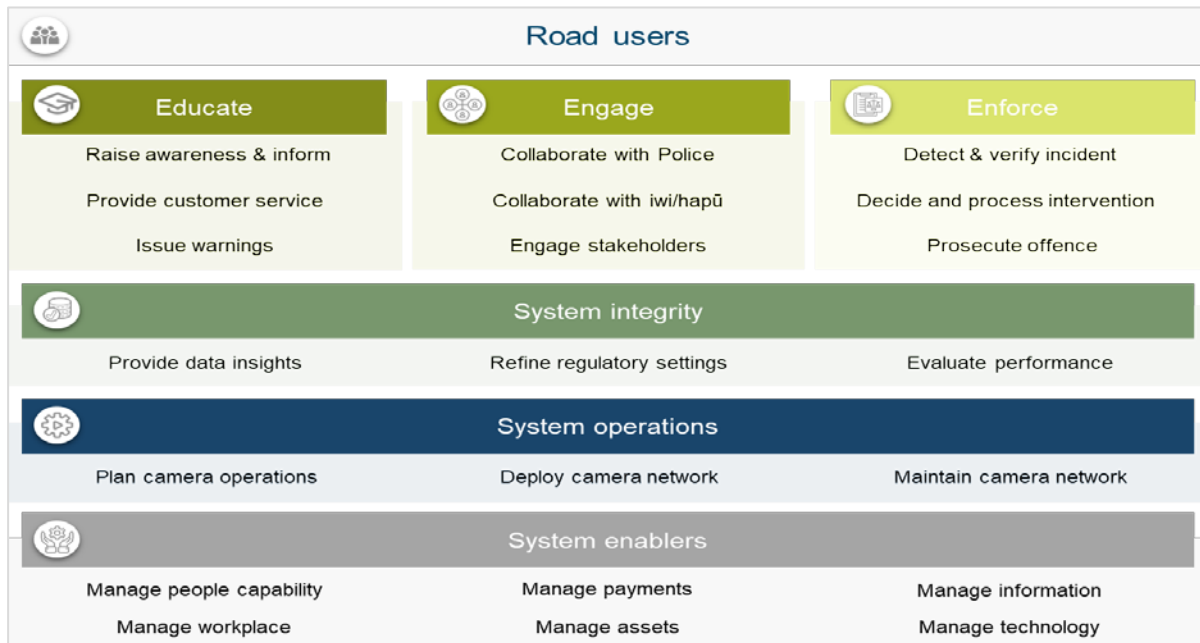 Road users
Educate
Raise awareness & inform
Provide customer service
Issue warnings
Engage
Collaborate with Police
Collaborate with iwi/hapū
Engage stakeholders
Enforce
Detect & verify incident
Decide and process intervention
Prosecute offence
System integrity
Provide data insights
Refine regulatory settings
Evaluate performance
System operations
Plan camera operations
Deploy camera network
Maintain camera network
System enablers
Manage people capability
Manage payments
Manage information
Manage workplace
Manage assets
Manage technology